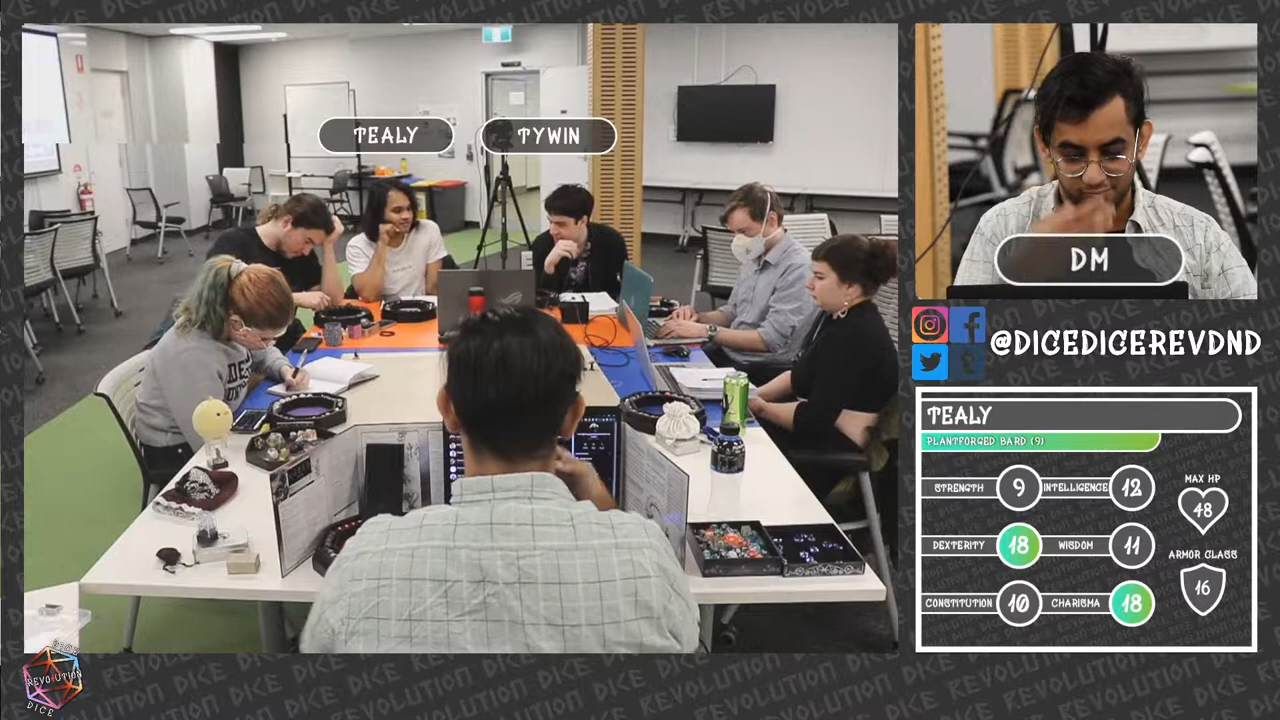 TEALY
TYWIN
DM
@DICEDICEREVDND
TEALY
PLANTFORGED BARD (9)
STRENGTH 9 INTELLIGENCE 12
MAX HP
48
DEXTERITY 18 WISDOM 11
ARMOR CLASS
16
CONSTITUTION 10 CHARISMA 18
DICE
REVOLUTION
DICE